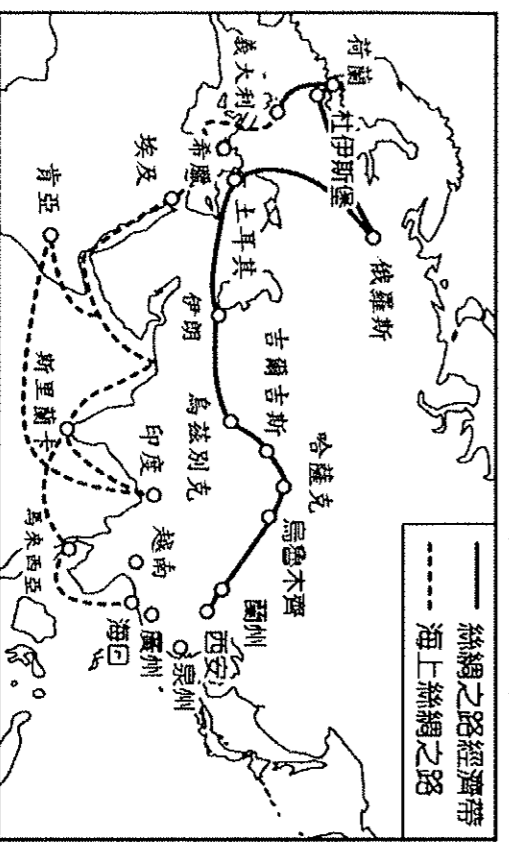 絲綢之路經濟帶
海上絲綢之路
荷蘭
義大利
杜伊斯堡
希臘
土耳其
俄羅斯
埃及
肯亞
伊朗
吉爾吉斯
烏茲別克
哈薩克
烏魯木齊
蘭州
西安
斯里蘭卡
印度
越南
馬來西亞
海口
廣州
泉州